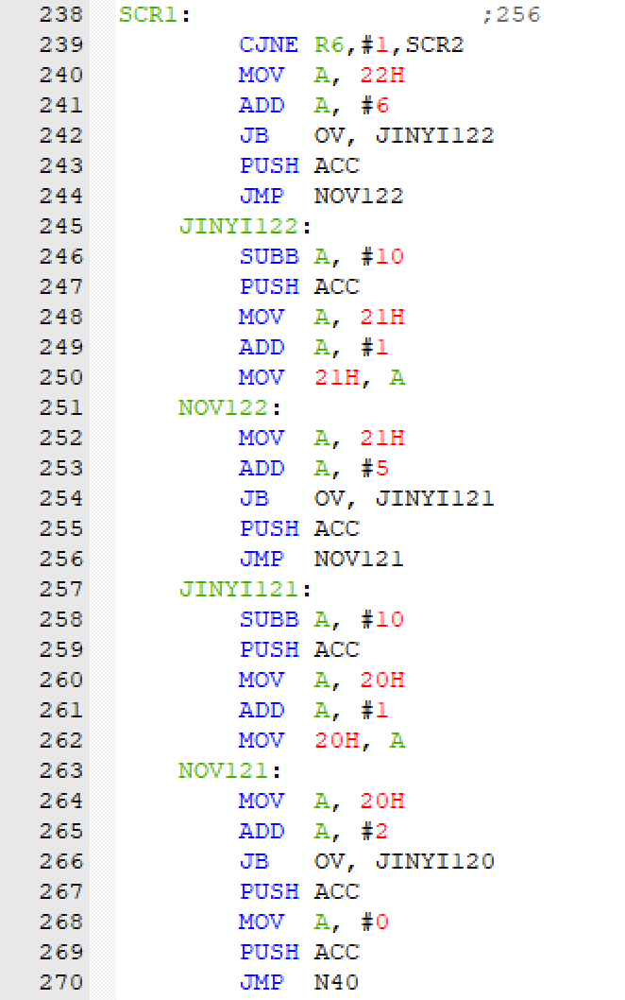 238 SCR1: ;256
239 CJNE R6,#1,SCR2
240 MOV A, 22H
241 ADD A, #6
242 JB OV, JINYI122
243 PUSH ACC
244 JMP NOV122
245 JINYI122:
246 SUBB A, #10
247 PUSH ACC
248 MOV A, 21H
249 ADD A, #1
250 MOV 21H, A
251 NOV122:
252 MOV A, 21H
253 ADD A, #5
254 JB OV, JINYI121
255 PUSH ACC
256 JMP NOV121
257 JINYI121:
258 SUBB A, #10
259 PUSH ACC
260 MOV A, 20H
261 ADD A, #1
262 MOV 20H, A
263 NOV121:
264 MOV A, 20H
265 ADD A, #2
266 JB OV, JINYI120
267 PUSH ACC
268 MOV A, #0
269 PUSH ACC
270 JMP N40